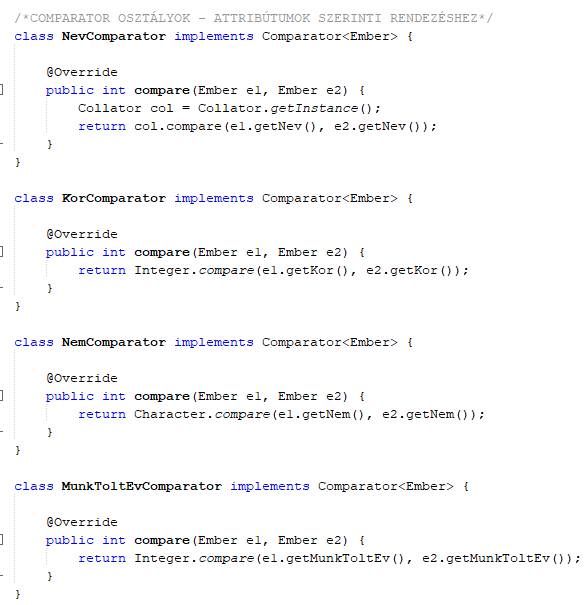 /*COMPARATOR OSZTÁLYOK – ATTRIBÚTUMOK SZERINTI RENDEZÉSHEZ*/
class NevComparator implements Comparator<Ember> {
@Override
public int compare(Ember e1, Ember e2) {
Collator col = Collator.getInstance();
return col.compare(e1.getNev(), e2.getNev());
}
}
class KorComparator implements Comparator<Ember> {
@Override
public int compare(Ember e1, Ember e2) {
return Integer.compare(e1.getKor(), e2.getKor());
}
}
class NemComparator implements Comparator<Ember> {
@Override
public int compare(Ember e1, Ember e2) {
return Character.compare(e1.getNem(), e2.getNem());
}
}
class MunkToltEvComparator implements Comparator<Ember> {
@Override
public int compare(Ember e1, Ember e2) {
return Integer.compare(e1.getMunkToltEv(), e2.getMunkToltEv());
}
}